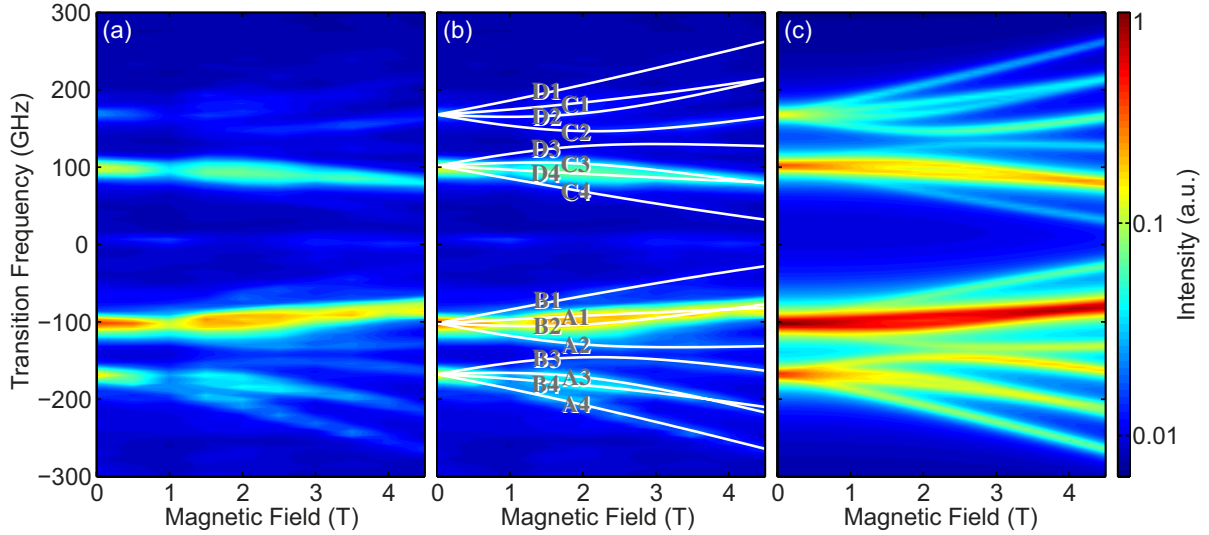 (a)
(b)
(c)
Transition Frequency (GHz)
300
200
100
0
−100
−200
−300
0 1 2 3 4
Magnetic Field (T)
D1
C1
D2
C2
D3
C3
D4
C4
B1
A1
B2
A2
B3
A3
B4
A4
0 1 2 3 4
Magnetic Field (T)
0 1 2 3 4
Magnetic Field (T)
1
0.1
0.01
Intensity (a.u.)